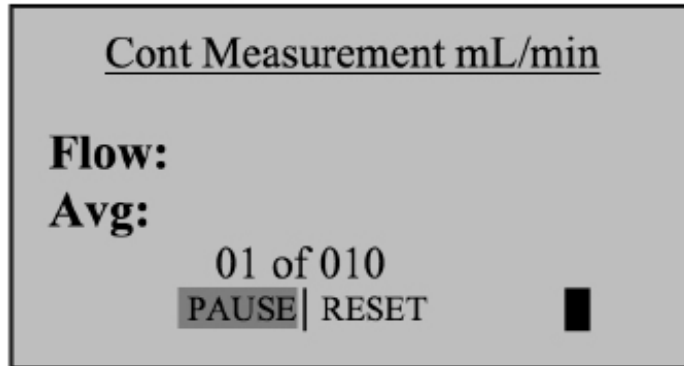 Cont Measurement mL/min
Flow:
Avg:
01 of 010
PAUSE| RESET